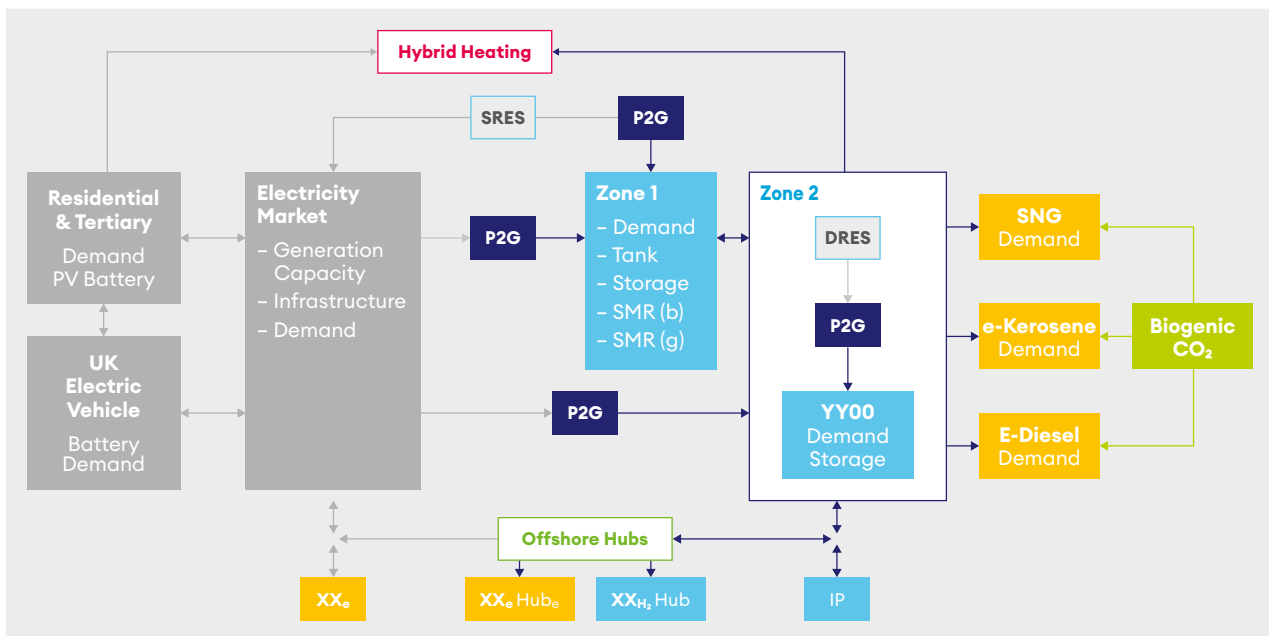 Hybrid Heating
SRES
P2G
Residential
& Tertiary
Demand
PV Battery
Electricity
Market
– Generation
Capacity
– Infrastructure
– Demand
P2G
Zone 1
– Demand
– Tank
– Storage
– SMR (b)
– SMR (g)
Zone 2
DRES
P2G
YY00
Demand
Storage
SNG
Demand
e-Kerosene
Demand
E-Diesel
Demand
Biogenic
CO₂
UK
Electric
Vehicle
Battery
Demand
P2G
Offshore Hubs
XXₑ
XXₑ Hubₑ
XX_H₂ Hub
IP